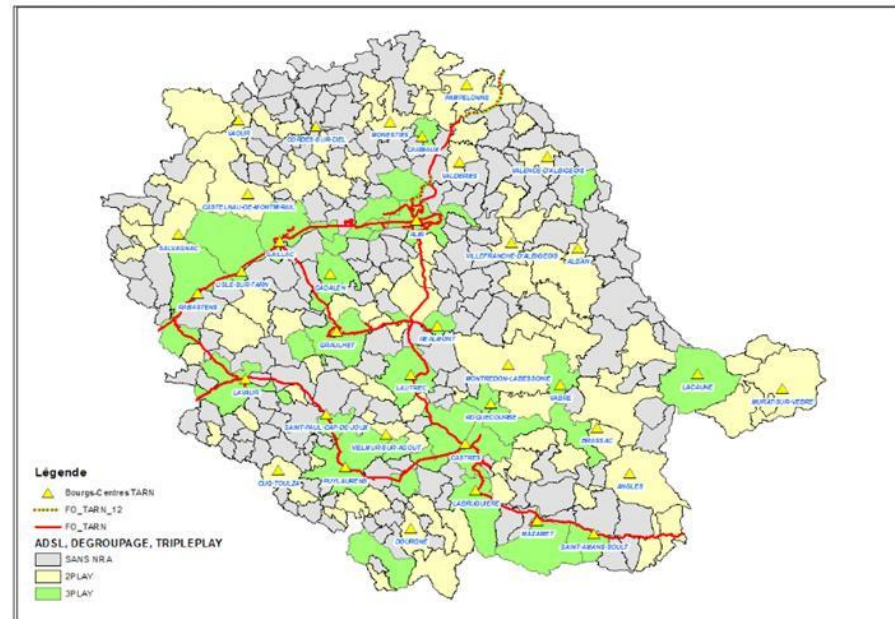 PAMPELONNE
VAOUR
CORDES-SUR-CIEL
MONESTIES
CARMAUX
VALDERIES
VALENCE-D'ALBIGEOIS
CASTELNAU-DE-MONTMIRAIL
SALVAGNAC
ALBI
GAILLAC
VILLEFRANCHE-D'ALBIGEOIS
ALBAN
CADALEN
LISLE-SUR-TARN
RABASTENS
GRAULHET
REALMONT
MONTREDON-LABESSONIE
LACAUNE
MURAT-SUR-VEBRE
LAVAUR
LAUTREC
VABRE
ROQUECOURBE
SAINT-PAUL-CAP-DE-JOUX
VIELMUR-SUR-AGOUT
BRASSAC
CASTRES
CUQ-TOULZA
PUYLAURENS
ANGLES
LABRUGUIERE
DOURGNE
MAZAMET
SAINT-AMANS-SOULT
Légende
Bourgs-Centres TARN
FO_TARN_12
FO_TARN
ADSL, DEGROUPAGE, TRIPLEPLAY
SANS NRA
2PLAY
3PLAY